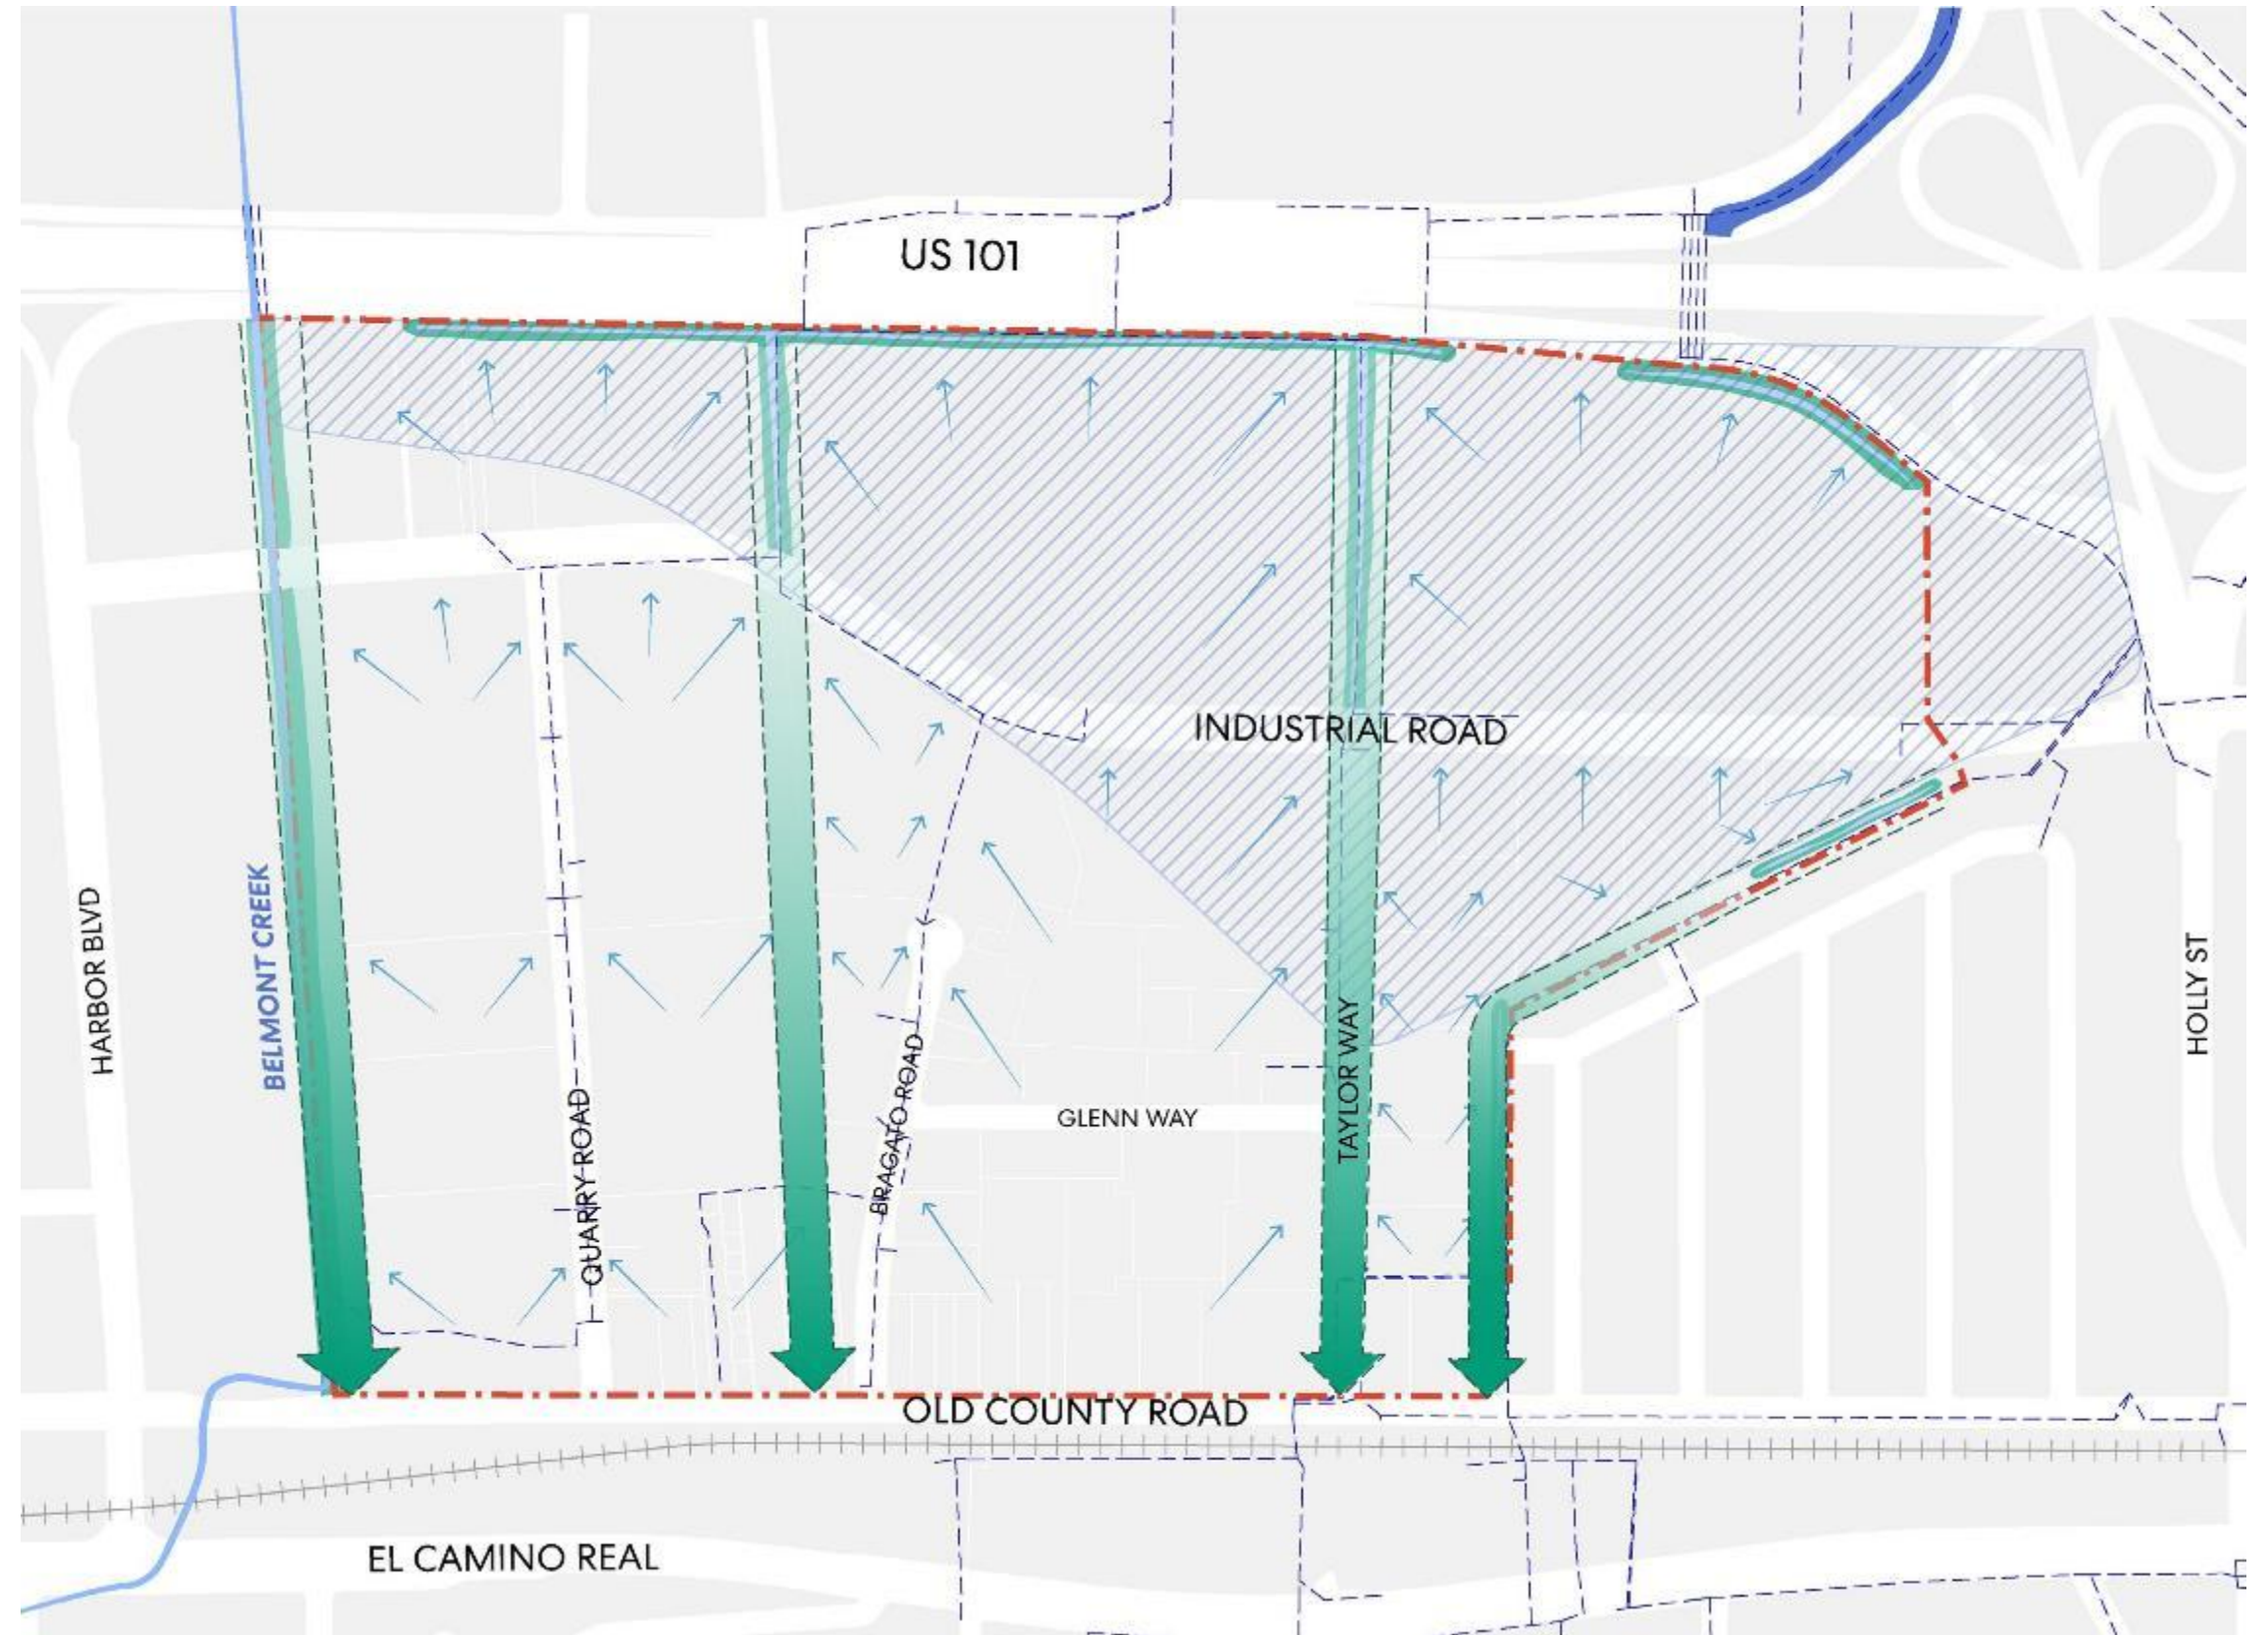 US 101
INDUSTRIAL ROAD
BELMONT CREEK
HARBOR BLVD
HOLLY ST
QUARRY ROAD
BRAGATO ROAD
GLENN WAY
TAYLOR WAY
OLD COUNTY ROAD
EL CAMINO REAL